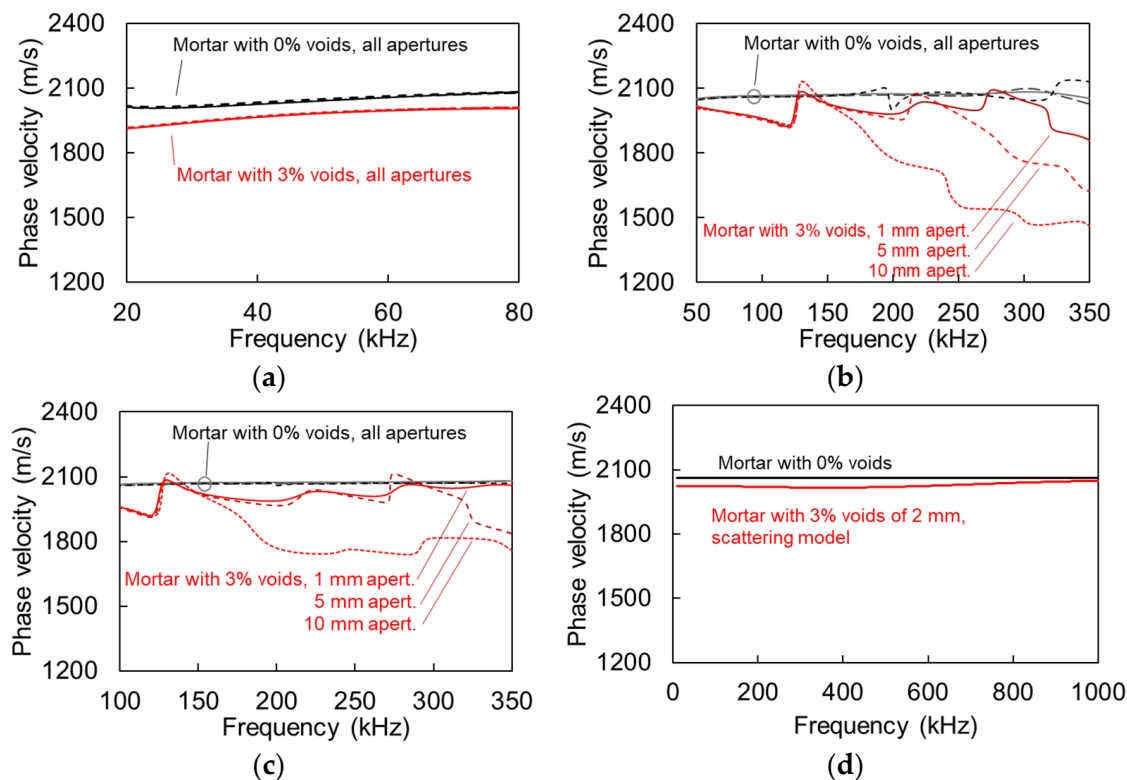 2400
2100
1800
1500
1200
Phase velocity (m/s)
Mortar with 0% voids, all apertures
Mortar with 3% voids, all apertures
20
40
60
80
Frequency (kHz)
(a)
2400
2100
1800
1500
1200
Phase velocity (m/s)
Mortar with 0% voids, all apertures
Mortar with 3% voids, 1 mm apert.
5 mm apert.
10 mm apert.
50
100
150
200
250
300
350
Frequency (kHz)
(b)
2400
2100
1800
1500
1200
Phase velocity (m/s)
Mortar with 0% voids, all apertures
Mortar with 3% voids, 1 mm apert.
5 mm apert.
10 mm apert.
100
150
200
250
300
350
Frequency (kHz)
(c)
2400
2100
1800
1500
1200
Phase velocity (m/s)
Mortar with 0% voids
Mortar with 3% voids of 2 mm,
scattering model
0
200
400
600
800
1000
Frequency (kHz)
(d)